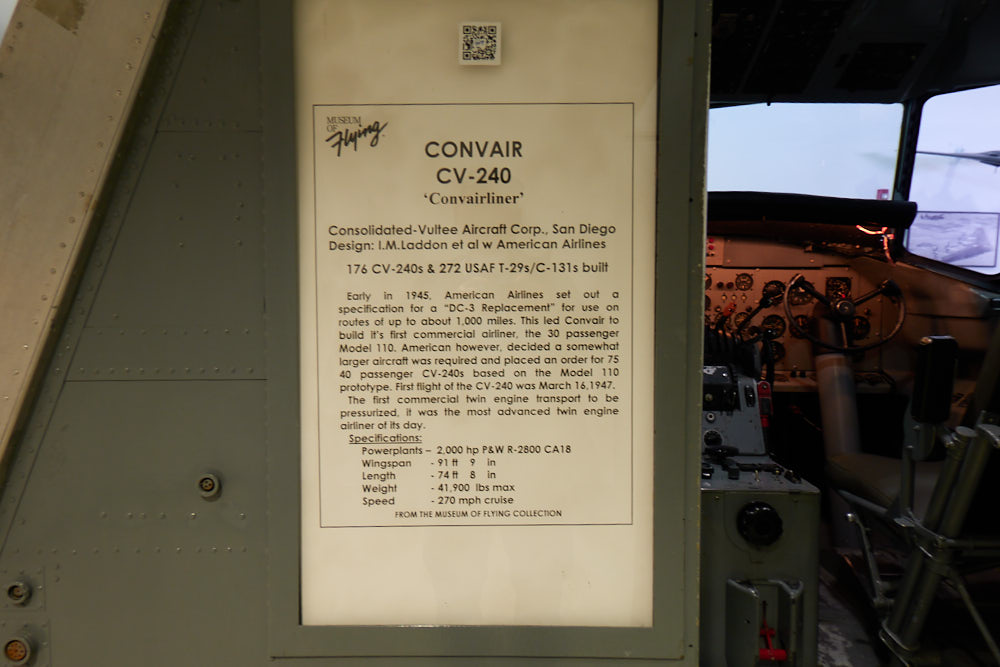 MUSEUM
OF
Flying
CONVAIR
CV-240
‘Convairliner’
Consolidated-Vultee Aircraft Corp., San Diego
Design: I.M.Laddon et al w American Airlines
176 CV-240s & 272 USAF T-29s/C-131s built
Early in 1945, American Airlines set out a
specification for a “DC-3 Replacement” for use on
routes of up to about 1,000 miles. This led Convair to
build it’s first commercial airliner, the 30 passenger
Model 110. American however, decided a somewhat
larger aircraft was required and placed an order for 75
40 passenger CV-240s based on the Model 110
prototype. First flight of the CV-240 was March 16,1947.
The first commercial twin engine transport to be
pressurized, it was the most advanced twin engine
airliner of its day.
Specifications:
Powerplants – 2,000 hp P&W R-2800 CA18
Wingspan - 91 ft 9 in
Length - 74 ft 8 in
Weight - 41,900 lbs max
Speed - 270 mph cruise
FROM THE MUSEUM OF FLYING COLLECTION